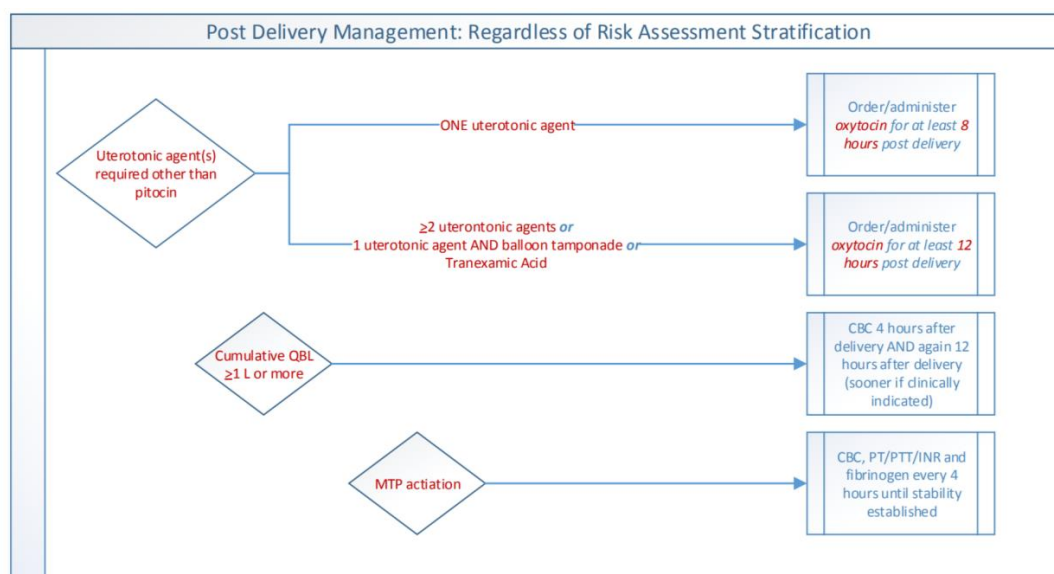 Post Delivery Management: Regardless of Risk Assessment Stratification
Uterotonic agent(s)
required other than
pitocin
ONE uterotonic agent
Order/administer
oxytocin for at least 8
hours post delivery
≥2 uterontonic agents or
1 uterotonic agent AND balloon tamponade or
Tranexamic Acid
Order/administer
oxytocin for at least 12
hours post delivery
Cumulative QBL
≥1 L or more
CBC 4 hours after
delivery AND again 12
hours after delivery
(sooner if clinically
indicated)
MTP actiation
CBC, PT/PTT/INR and
fibrinogen every 4
hours until stability
established